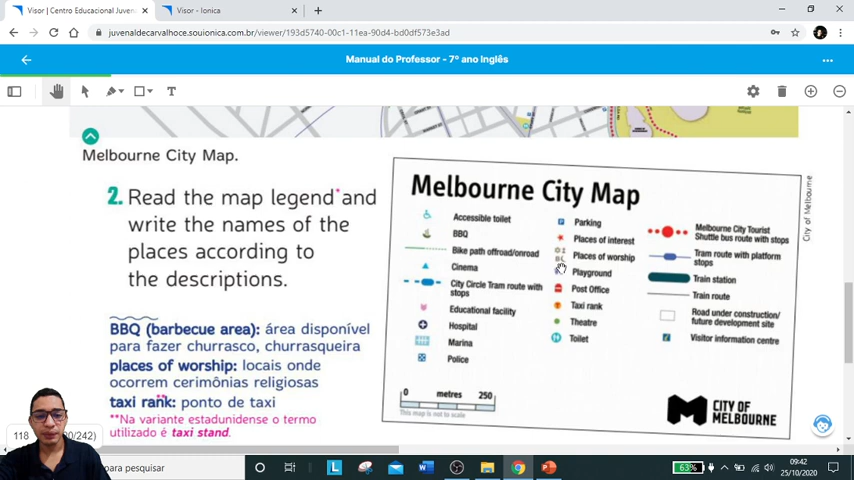 Visor | Centro Educacional Juven
Visor - Ionica
juvenaldecarvalhoce.souionica.com.br/viewer/193d5740-00c1-11ea-90d4-bd0df573e3ad
Manual do Professor - 7º ano Inglês
Melbourne City Map.
2. Read the map legend* and
write the names of the
places according to
the descriptions.
BBQ (barbecue area): área disponível
para fazer churrasco, churrasqueira
places of worship: locais onde
ocorrem cerimônias religiosas
taxi rank: ponto de taxi
**Na variante estadunidense o termo
utilizado é taxi stand.
Melbourne City Map
Accessible toilet
BBQ
Bike path offroad/onroad
Cinema
City Circle Tram route with
stops
Educational facility
Hospital
Marina
Police
Parking
Places of interest
Places of worship
Playground
Post Office
Taxi rank
Theatre
Toilet
Melbourne City Tourist
Shuttle bus route with stops
Tram route with platform
stops
Train station
Train route
Road under construction/
future development site
Visitor information centre
0 metres 250
This map is not to scale
CITY OF
MELBOURNE
City of Melbourne
118
/242)
para pesquisar
63%
09:42
25/10/2020